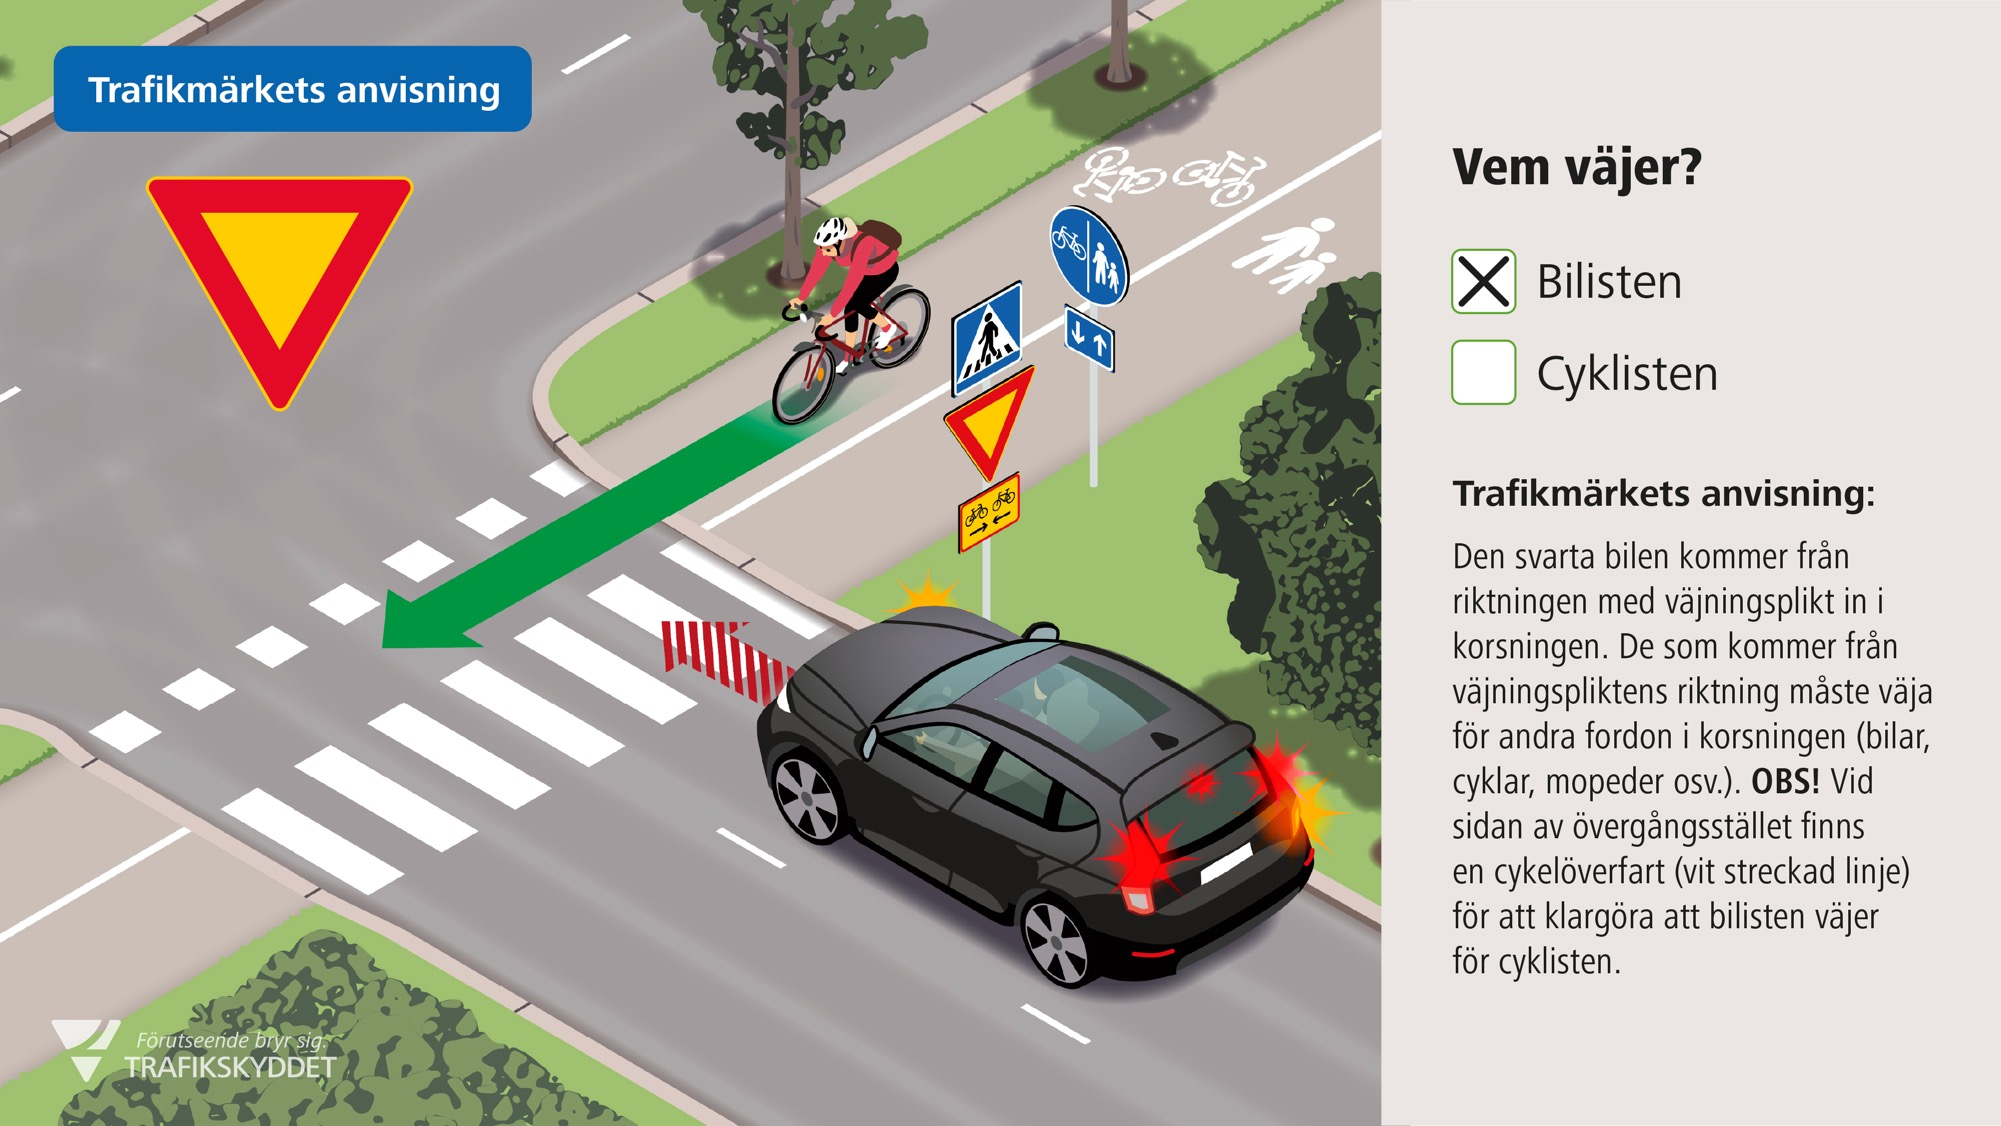 Trafikmärkets anvisning
Vem väjer?
Bilisten
Cyklisten
Trafikmärkets anvisning:
Den svarta bilen kommer från
riktningen med väjningsplikt in i
korsningen. De som kommer från
väjningspliktens riktning måste väja
för andra fordon i korsningen (bilar,
cyklar, mopeder osv.). OBS! Vid
sidan av övergångsstället finns
en cykelöverfart (vit streckad linje)
för att klargöra att bilisten väjer
för cyklisten.
Förutseende bryr sig.
TRAFIKSKYDDET